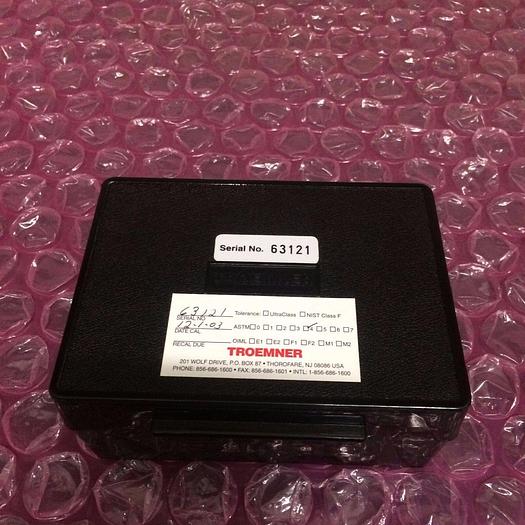 Serial No. 63121
63121 Tolerance: ☐ UltraClass ☐ NIST Class F
SERIAL NO
12-1-03 ASTM ☐ 0 ☐ 1 ☐ 2 ☐ 3 ☑ 4 ☐ 5 ☐ 6 ☐ 7
DATE CAL
RECAL DUE OIML ☐ E1 ☐ E2 ☐ F1 ☐ F2 ☐ M1 ☐ M2
TROEMNER
201 WOLF DRIVE, P.O. BOX 87 • THOROFARE, NJ 08086 USA
PHONE: 856-686-1600 • FAX: 856-686-1601 • INTL: 1-856-686-1600